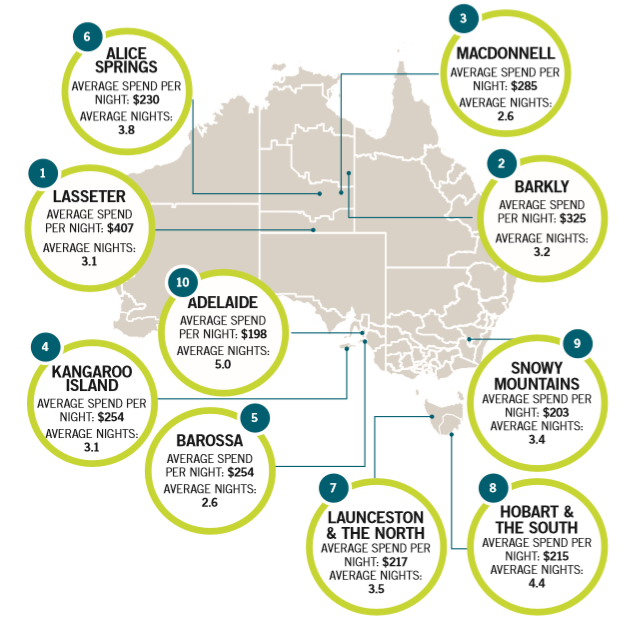 6
ALICE
SPRINGS
AVERAGE SPEND PER
NIGHT: $230
AVERAGE NIGHTS:
3.8
3
MACDONNELL
AVERAGE SPEND PER
NIGHT: $285
AVERAGE NIGHTS:
2.6
1
LASSETER
AVERAGE SPEND
PER NIGHT: $407
AVERAGE NIGHTS:
3.1
2
BARKLY
AVERAGE SPEND
PER NIGHT: $325
AVERAGE NIGHTS:
3.2
10
ADELAIDE
AVERAGE SPEND
PER NIGHT: $198
AVERAGE NIGHTS:
5.0
4
KANGAROO
ISLAND
AVERAGE SPEND PER
NIGHT: $254
AVERAGE NIGHTS:
3.1
9
SNOWY
MOUNTAINS
AVERAGE SPEND PER
NIGHT: $203
AVERAGE NIGHTS:
3.4
5
BAROSSA
AVERAGE SPEND
PER NIGHT: $254
AVERAGE NIGHTS:
2.6
7
LAUNCESTON
& THE NORTH
AVERAGE SPEND PER
NIGHT: $217
AVERAGE NIGHTS:
3.5
8
HOBART &
THE SOUTH
AVERAGE SPEND PER
NIGHT: $215
AVERAGE NIGHTS:
4.4